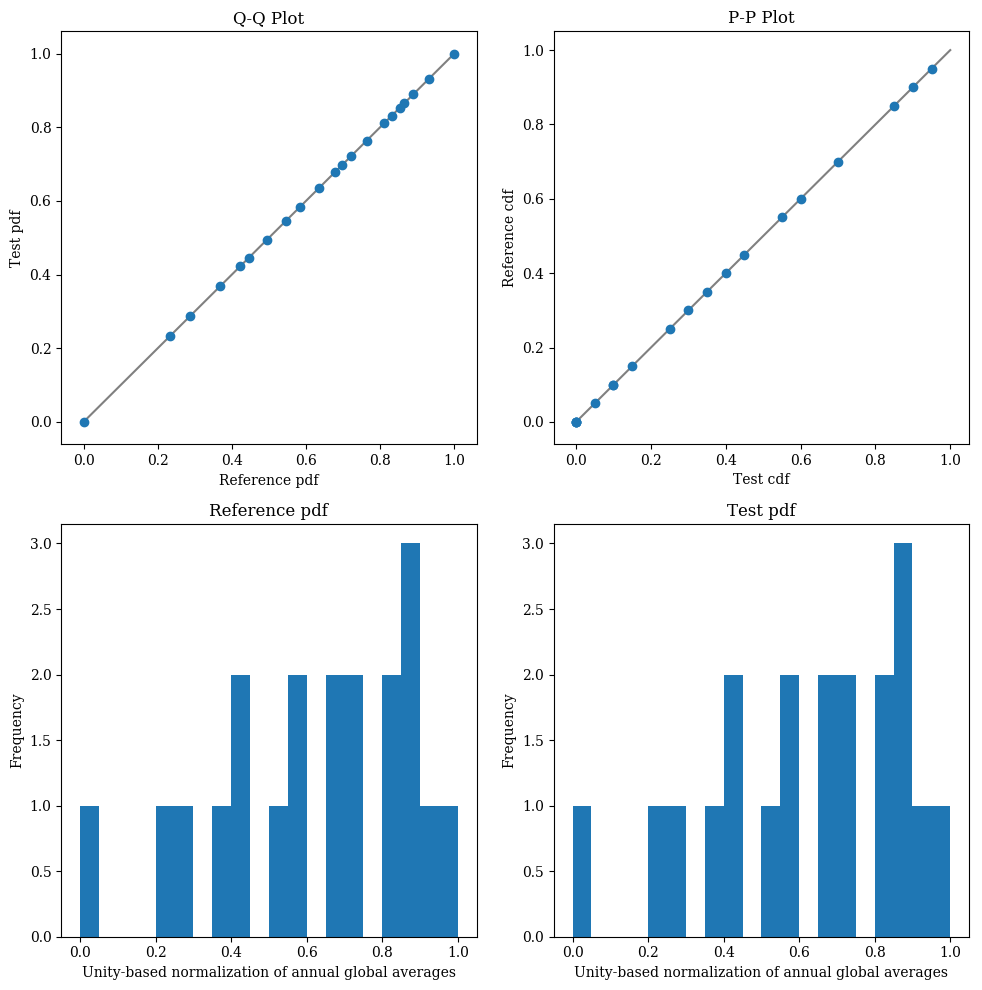 Q-Q Plot
1.0
0.8
0.6
0.4
0.2
0.0
Test pdf
0.0 0.2 0.4 0.6 0.8 1.0
Reference pdf
P-P Plot
1.0
0.8
0.6
0.4
0.2
0.0
Reference cdf
0.0 0.2 0.4 0.6 0.8 1.0
Test cdf
Reference pdf
3.0
2.5
2.0
1.5
1.0
0.5
0.0
Frequency
0.0 0.2 0.4 0.6 0.8 1.0
Unity-based normalization of annual global averages
Test pdf
3.0
2.5
2.0
1.5
1.0
0.5
0.0
Frequency
0.0 0.2 0.4 0.6 0.8 1.0
Unity-based normalization of annual global averages